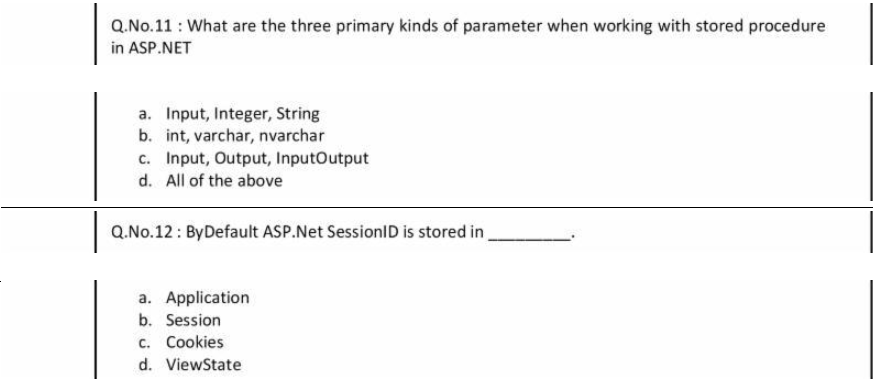 Q.No.11 : What are the three primary kinds of parameter when working with stored procedure
in ASP.NET
a. Input, Integer, String
b. int, varchar, nvarchar
c. Input, Output, InputOutput
d. All of the above
Q.No.12 : ByDefault ASP.Net SessionID is stored in _________.
a. Application
b. Session
c. Cookies
d. ViewState